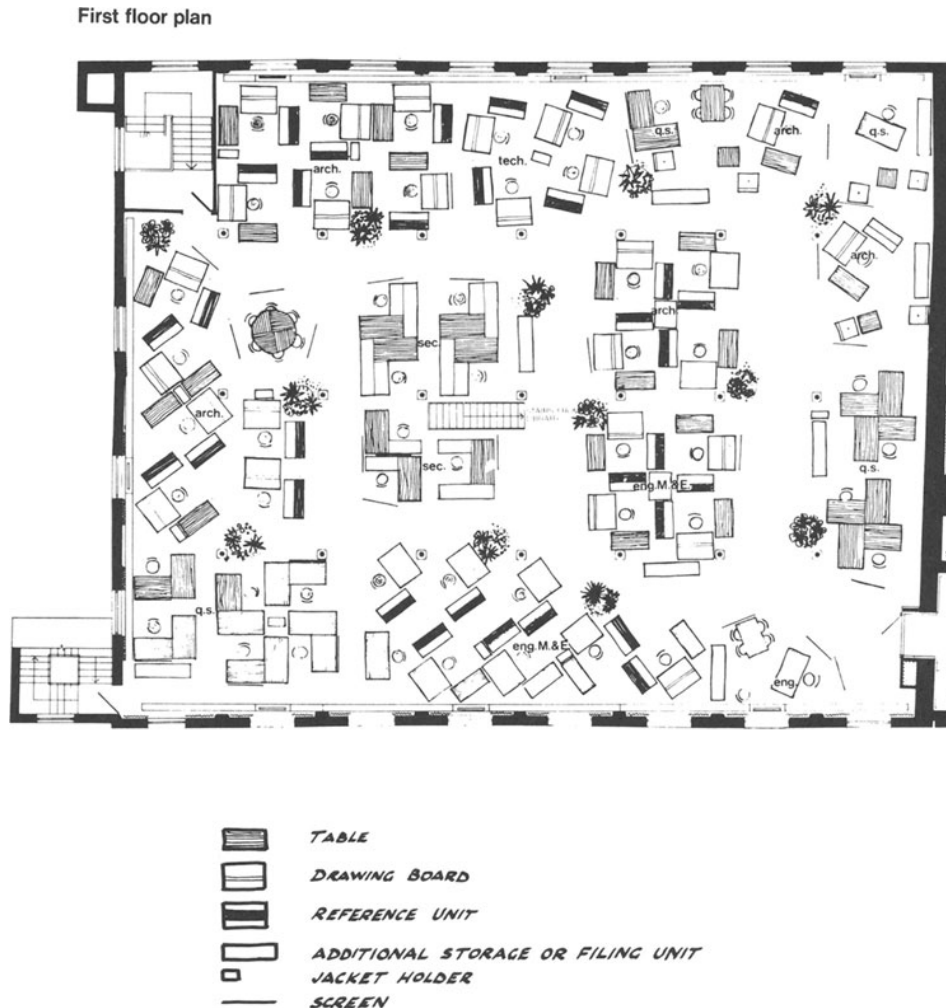 First floor plan
q.s.
arch.
q.s.
tech.
arch.
arch.
arch.
sec.
arch.
sec.
q.s.
eng.M.&E.
q.s.
eng.M.&E.
eng.
TABLE
DRAWING BOARD
REFERENCE UNIT
ADDITIONAL STORAGE OR FILING UNIT
JACKET HOLDER
SCREEN